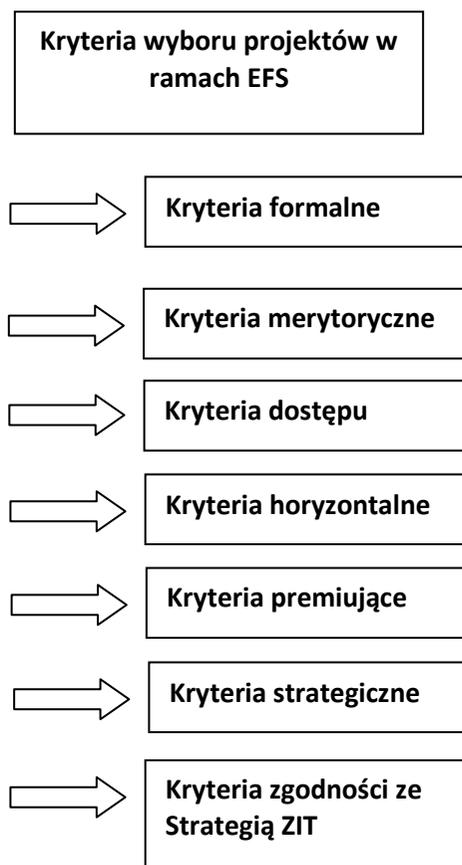 Kryteria wyboru projektów w
ramach EFS
Kryteria formalne
Kryteria merytoryczne
Kryteria dostępu
Kryteria horyzontalne
Kryteria premiujące
Kryteria strategiczne
Kryteria zgodności ze
Strategią ZIT